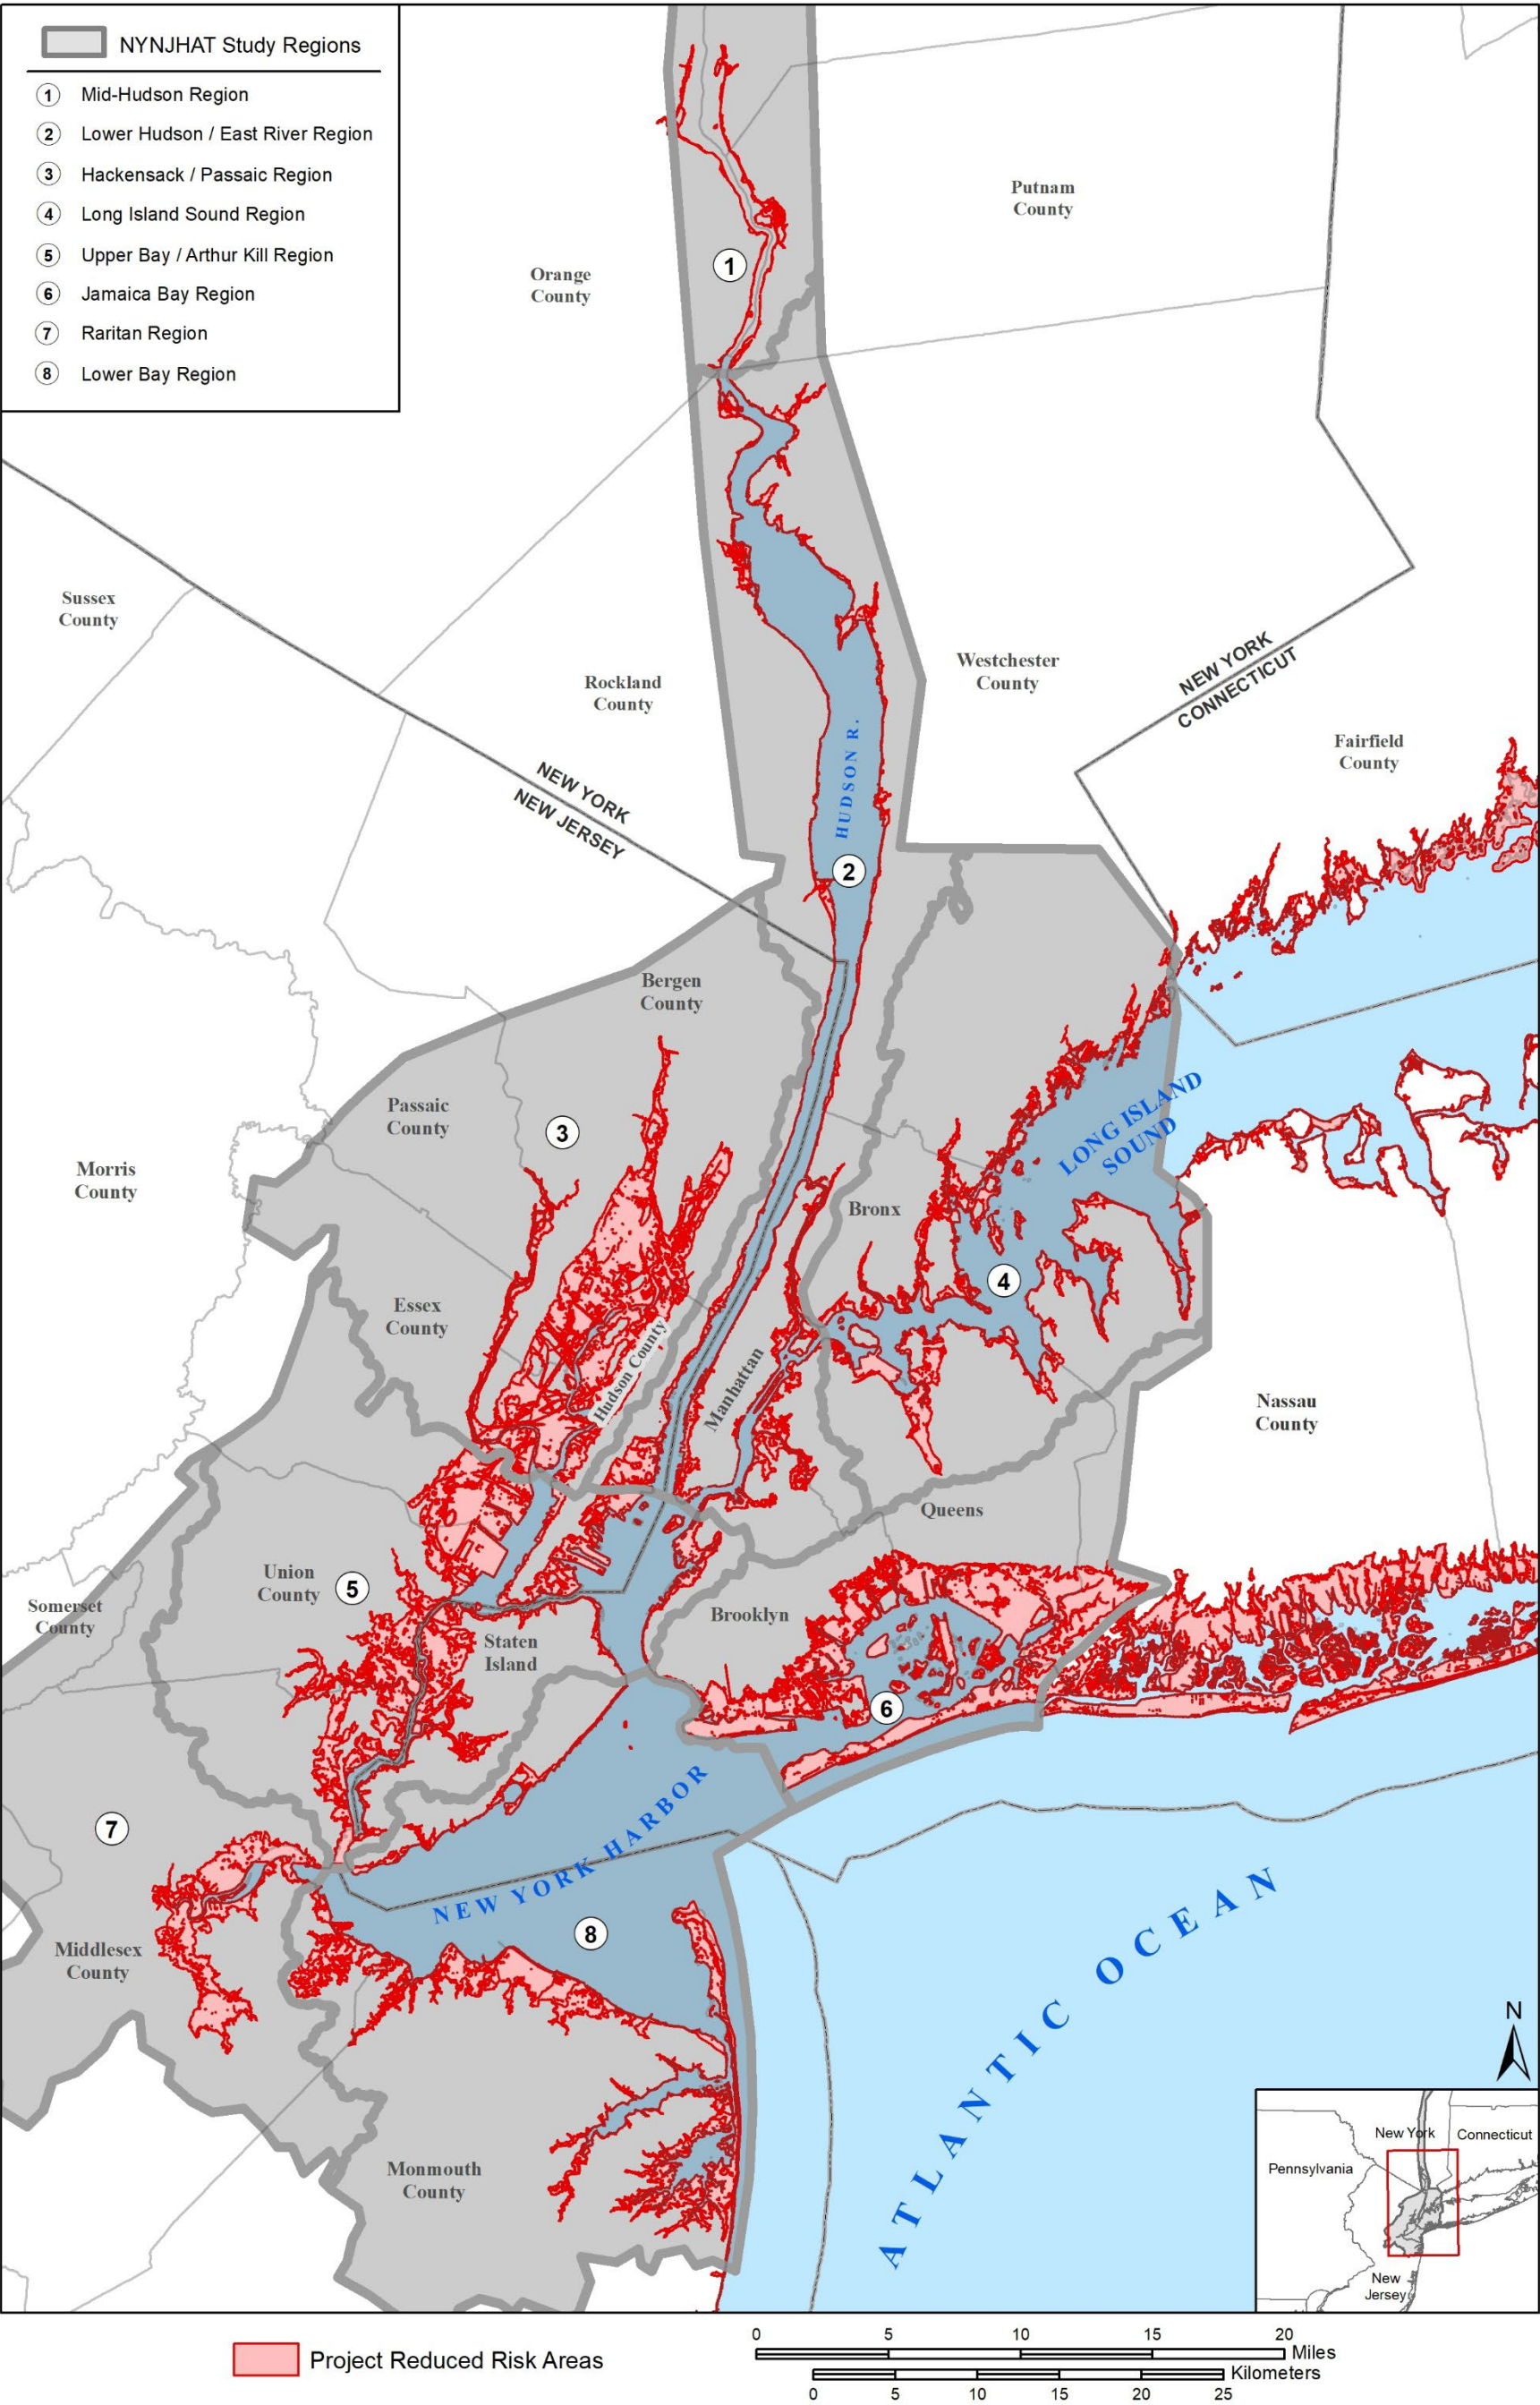 NYNJHAT Study Regions
1 Mid-Hudson Region
2 Lower Hudson / East River Region
3 Hackensack / Passaic Region
4 Long Island Sound Region
5 Upper Bay / Arthur Kill Region
6 Jamaica Bay Region
7 Raritan Region
8 Lower Bay Region
Putnam
County
1
Orange
County
Sussex
County
Westchester
County
NEW YORK
CONNECTICUT
Rockland
County
HUDSON R.
Fairfield
County
NEW YORK
NEW JERSEY
2
Bergen
County
Passaic
County
3
LONG ISLAND
SOUND
Morris
County
Bronx
4
Essex
County
Hudson County
Manhattan
Nassau
County
Queens
Union
County
5
Somerset
County
Brooklyn
Staten
Island
6
NEW YORK HARBOR
7
8
Middlesex
County
ATLANTIC OCEAN
N
Monmouth
County
New York
Connecticut
Pennsylvania
New
Jersey
Project Reduced Risk Areas
0 5 10 15 20
Miles
Kilometers
0 5 10 15 20 25